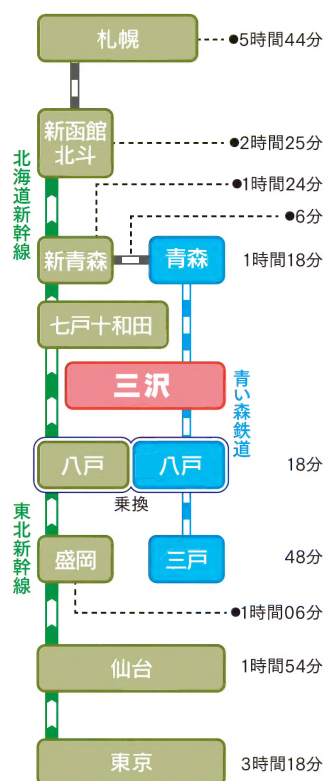 札幌
●5時間44分
新函館
北斗
●2時間25分
北海道新幹線
●1時間24分
●6分
新青森
青森
1時間18分
七戸十和田
三沢
青い森鉄道
八戸
八戸
18分
乗換
東北新幹線
盛岡
三戸
48分
●1時間06分
仙台
1時間54分
東京
3時間18分